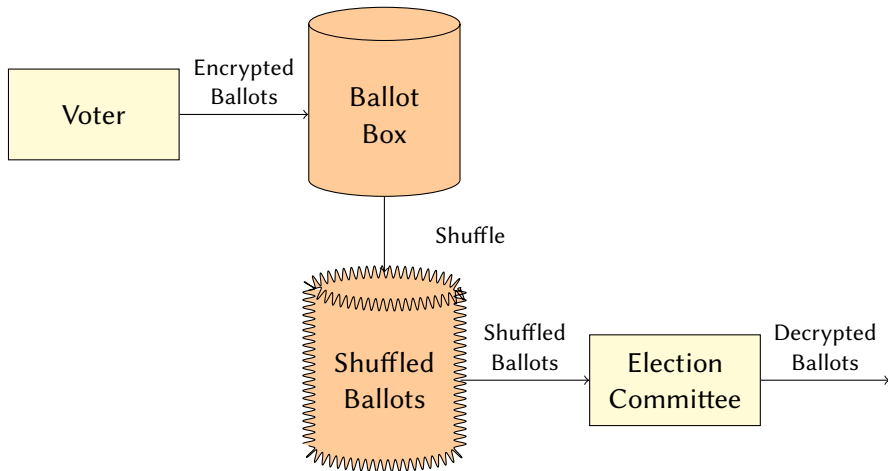 Voter
Encrypted
Ballots
Ballot
Box
Shuffle
Shuffled
Ballots
Shuffled
Ballots
Election
Committee
Decrypted
Ballots